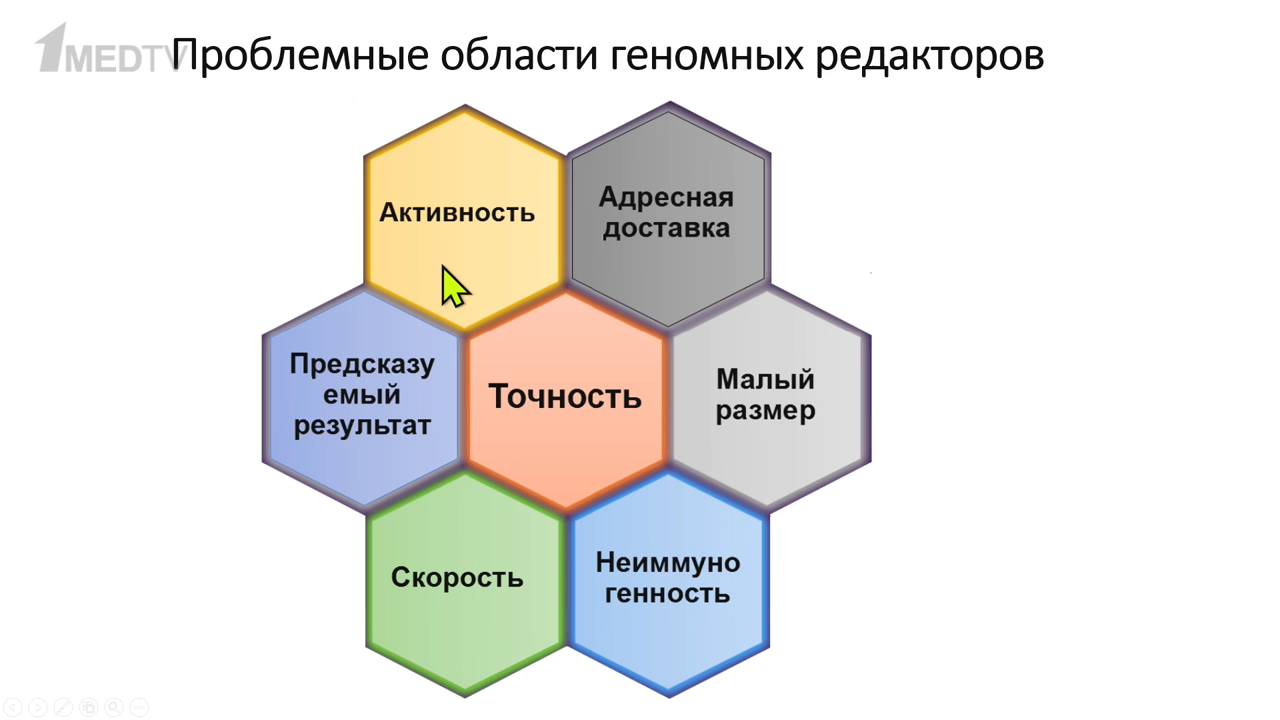 1MEDTV
Проблемные области геномных редакторов
Активность
Адресная
доставка
Предсказу
емый
результат
Точность
Малый
размер
Скорость
Неиммуно
генность